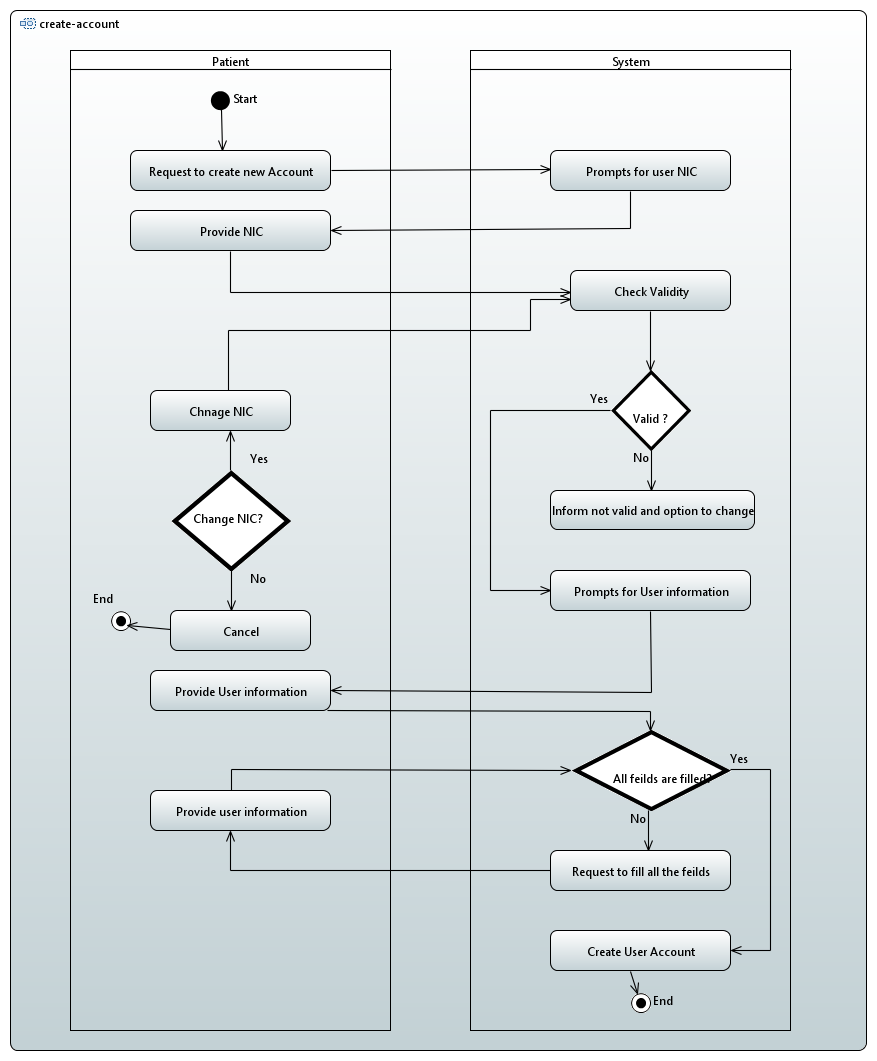 create-account
Patient
System
Start
Request to create new Account
Prompts for user NIC
Provide NIC
Check Validity
Chnage NIC
Yes
Valid ?
Yes
No
Change NIC?
Inform not valid and option to change
No
End
Prompts for User information
Cancel
Provide User information
Yes
All feilds are filled?
Provide user information
No
Request to fill all the feilds
Create User Account
End